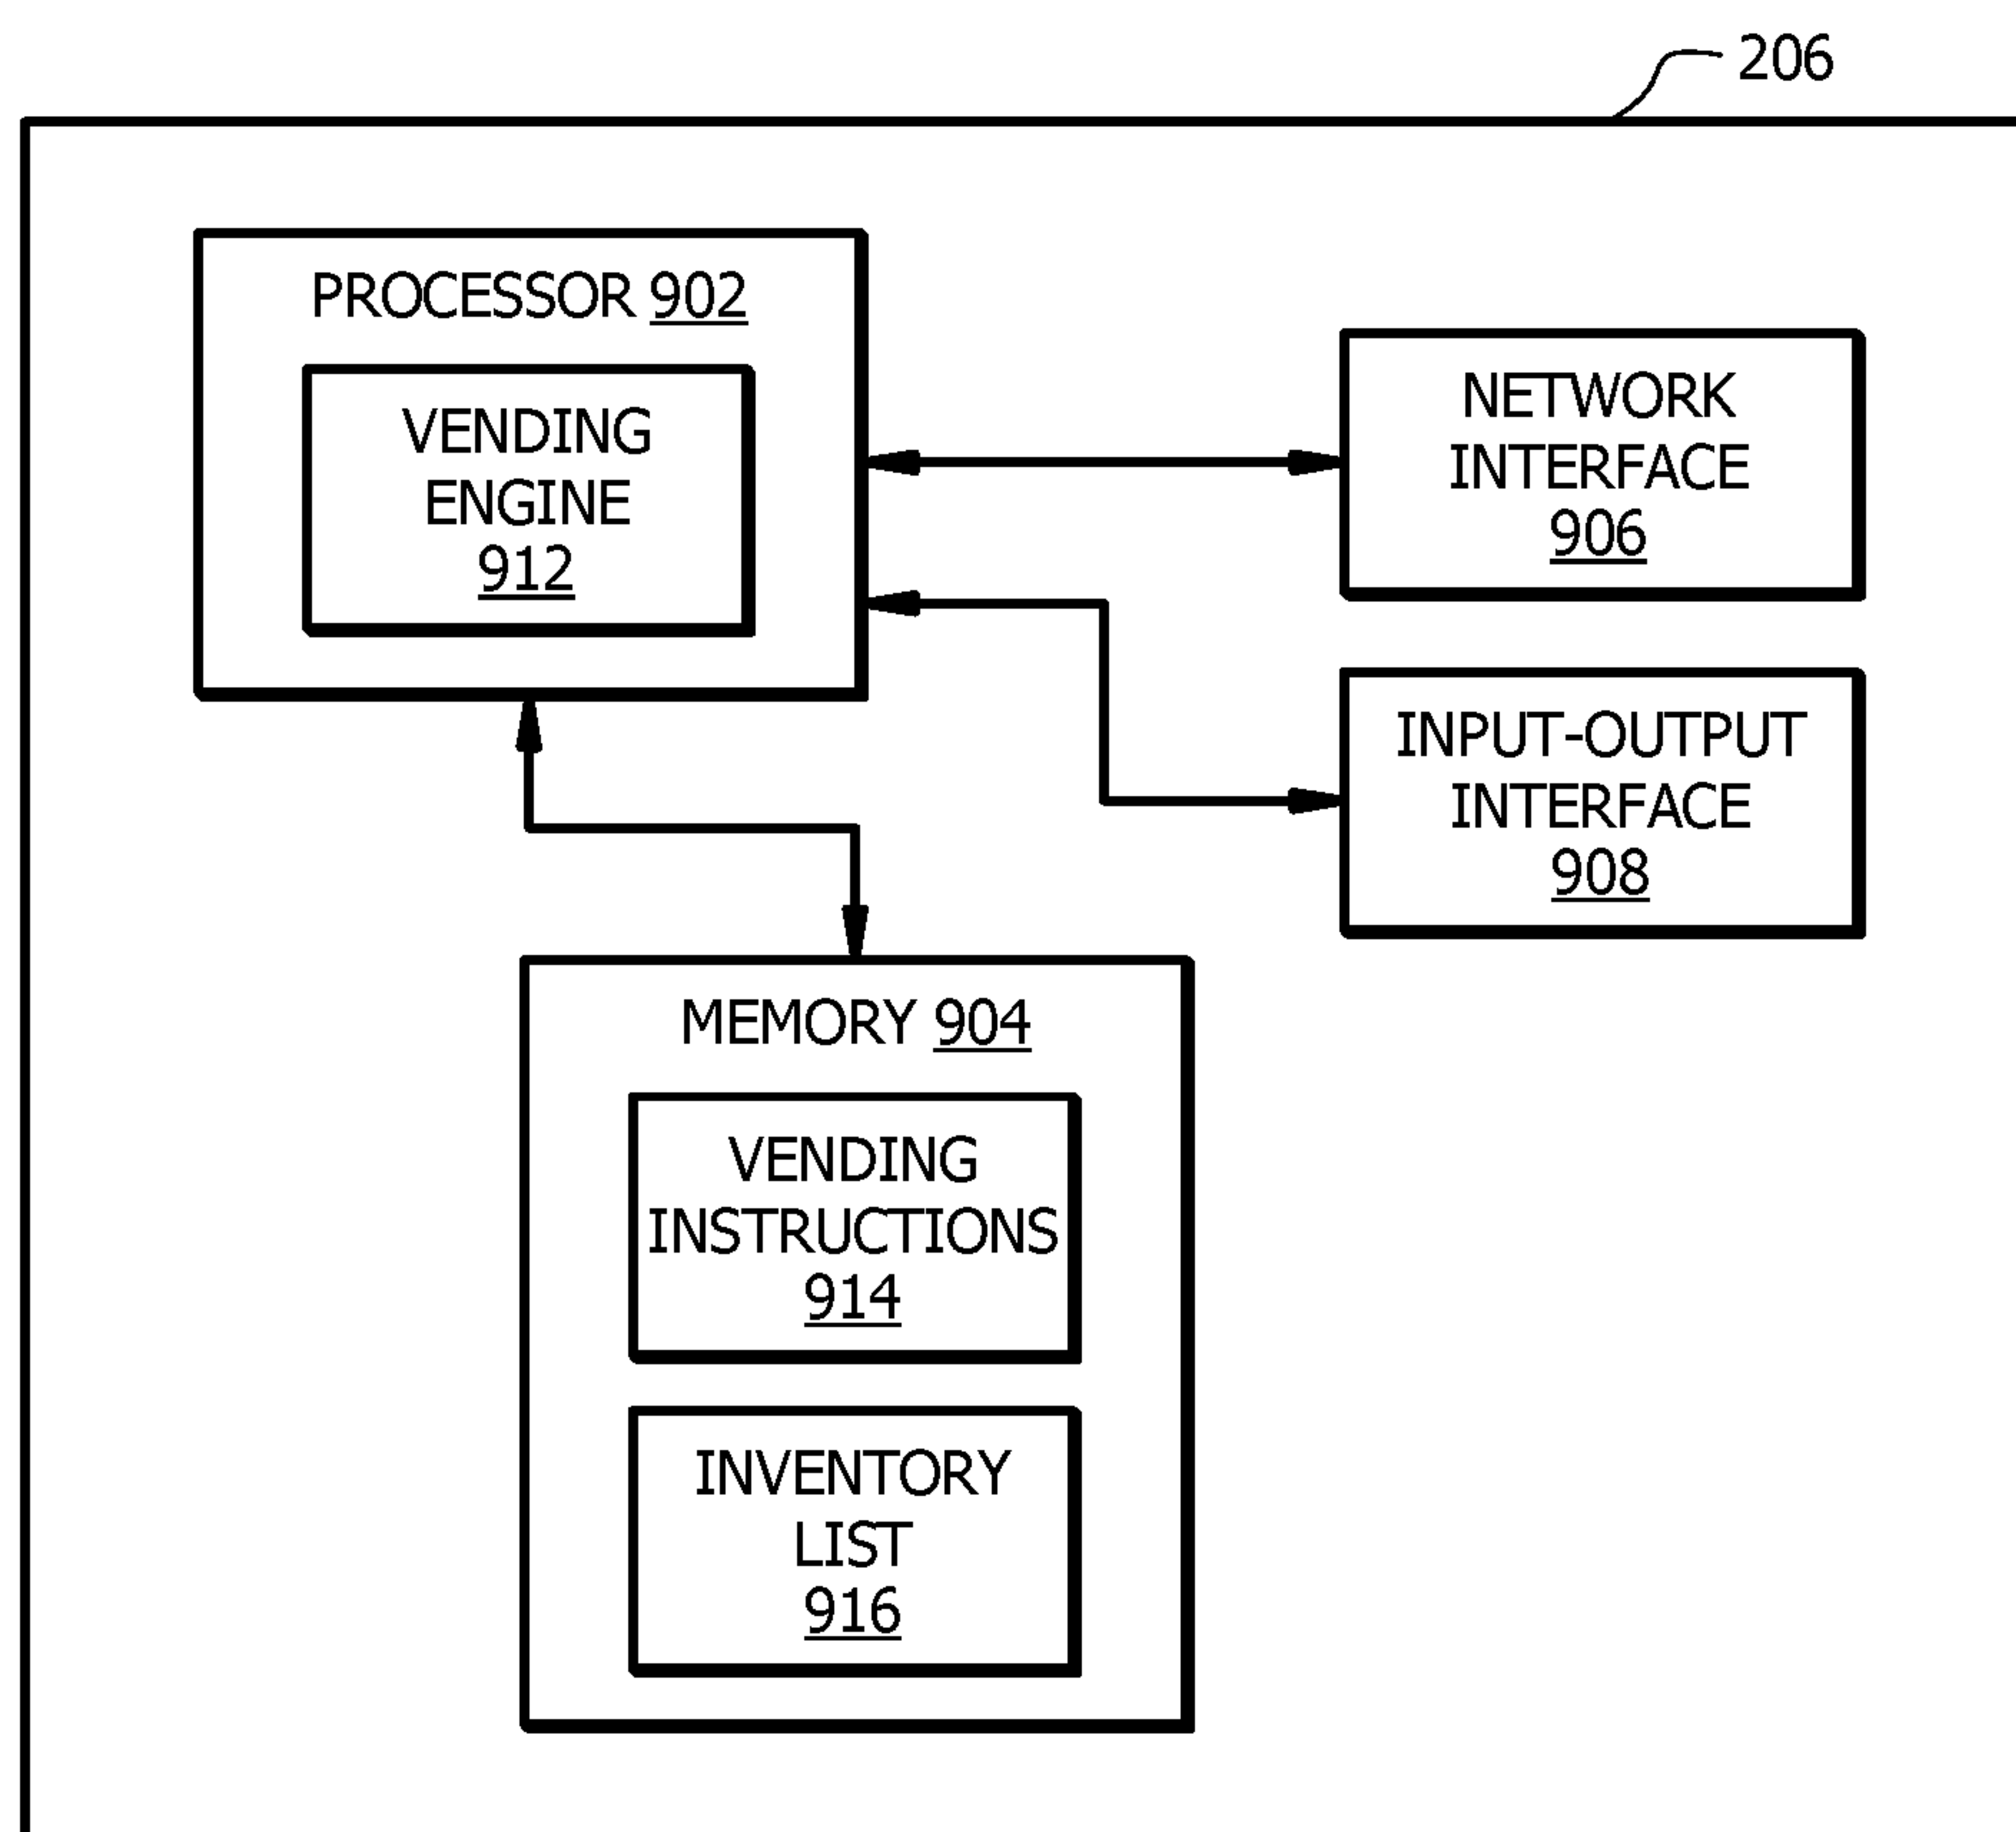 206
PROCESSOR 902
VENDING
ENGINE
912
NETWORK
INTERFACE
906
INPUT-OUTPUT
INTERFACE
908
MEMORY 904
VENDING
INSTRUCTIONS
914
INVENTORY
LIST
916